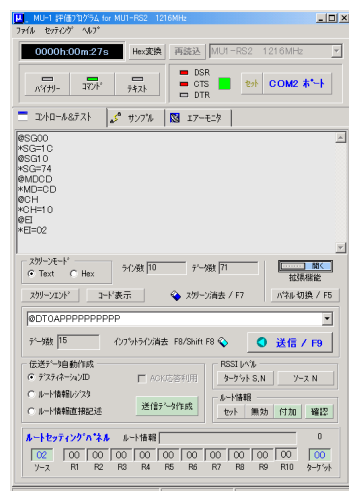 MU-1 評価ﾌﾟﾛｸﾞﾗﾑ for MU1-RS2 1216MHz
ﾌｧｲﾙ ｾｯﾃｨﾝｸﾞ ﾍﾙﾌﾟ
0000h:00m:27s Hex変換 再読込 MU1-RS2 1216MHz
ﾊﾞｲﾅﾘｰ ｺﾏﾝﾄﾞ ﾃｷｽﾄ
DSR
CTS
DTR
ｾｯﾄ COM2 ﾎﾟｰﾄ
ｺﾝﾄﾛｰﾙ&ﾃｽﾄ ｻﾝﾌﾟﾙ ｴｱｰﾓﾆﾀ
@SG00
*SG=1C
@SG10
*SG=74
@MDCD
*MD=CD
@CH
*CH=10
@EI
*EI=02
ｽｸﾘｰﾝﾓｰﾄﾞ
Text Hex
ﾗｲﾝ数 10 ﾃﾞｰﾀ数 71
開く
拡張機能
ｽｸﾘｰﾝｴﾝﾄﾞ ｺｰﾄﾞ表示 ｽｸﾘｰﾝ消去 / F7 ﾊﾟﾈﾙ切換 / F5
@DT0APPPPPPPPPP
ﾃﾞｰﾀ数 15 ｲﾝﾌﾟｯﾄﾗｲﾝ消去 F8/Shift F8 送信 / F9
伝送ﾃﾞｰﾀ自動作成
ﾃﾞｽﾃｨﾈｰｼｮﾝID ACK応答利用
ﾙｰﾄ情報ﾚｼﾞｽﾀ
ﾙｰﾄ情報直接記述
送信ﾃﾞｰﾀ作成
RSSI ﾚﾍﾞﾙ
ﾀｰｹﾞｯﾄ S,N ｿｰｽ N
ﾙｰﾄ情報
ｾｯﾄ 無効 付加 確認
ﾙｰﾄｾｯﾃｨﾝｸﾞﾊﾟﾈﾙ ﾙｰﾄ情報 0
02 00 00 00 00 00 00 00 00 00 00 00
ｿｰｽ R1 R2 R3 R4 R5 R6 R7 R8 R9 R10 ﾀｰｹﾞｯﾄ